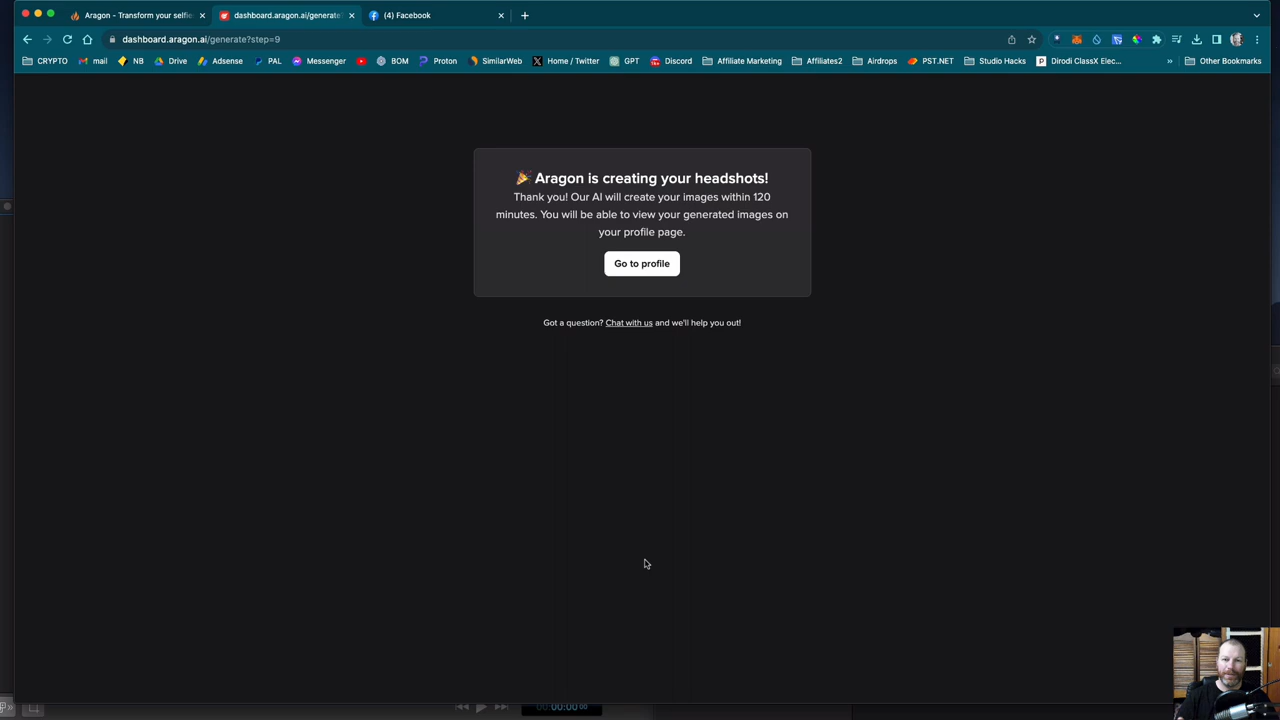 Aragon - Transform your selfie
dashboard.aragon.ai/generate?
(4) Facebook
dashboard.aragon.ai/generate?step=9
CRYPTO
mail
NB
Drive
Adsense
PAL
Messenger
BOM
Proton
SimilarWeb
Home / Twitter
GPT
Discord
Affiliate Marketing
Affiliates2
Airdrops
PST.NET
Studio Hacks
Dirodi ClassX Elec...
»
Other Bookmarks
Aragon is creating your headshots!
Thank you! Our AI will create your images within 120
minutes. You will be able to view your generated images on
your profile page.
Go to profile
Got a question? Chat with us and we'll help you out!